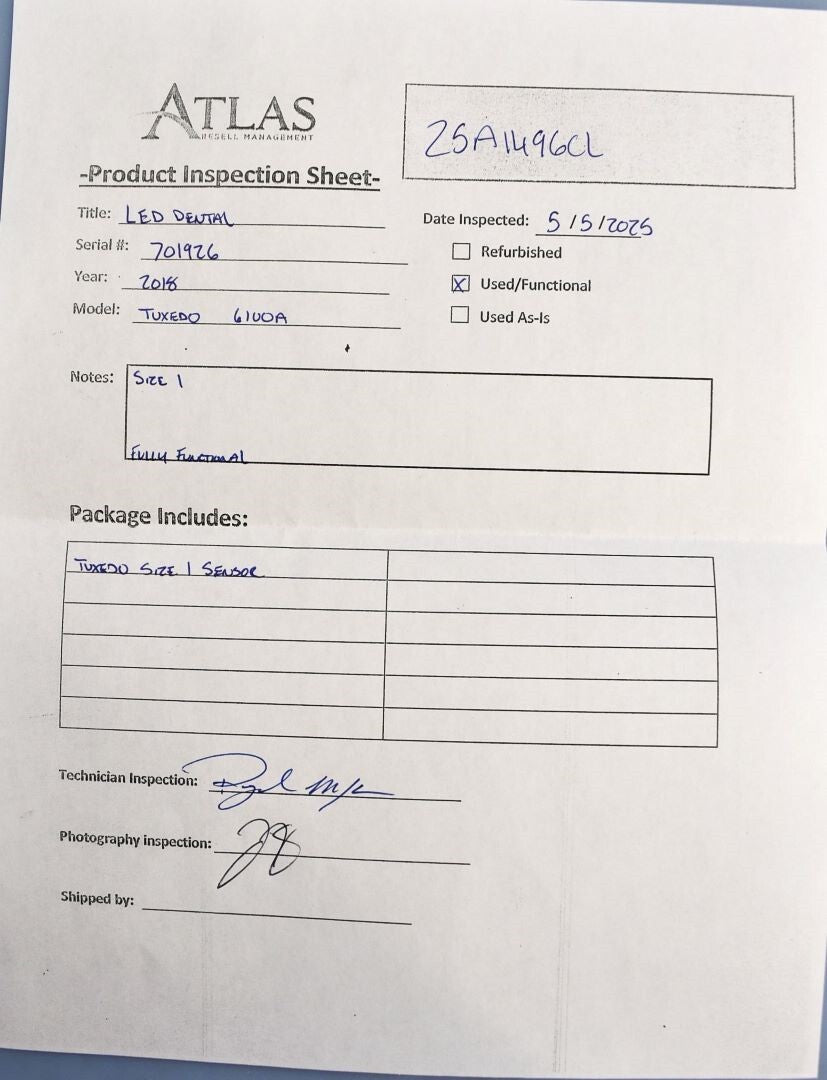 ATLAS
RESELL MANAGEMENT
25A1496CL
-Product Inspection Sheet-
Title: LED DENTAL
Date Inspected: 5/5/2025
Serial #: 701926
Refurbished
Year: 2018
X Used/Functional
Model: TUXEDO 6100A
Used As-Is
Notes: SIZE 1
FULLY FUNCTIONAL
Package Includes:
TUXEDO SIZE 1 SENSOR
Technician Inspection:
Photography inspection:
Shipped by: